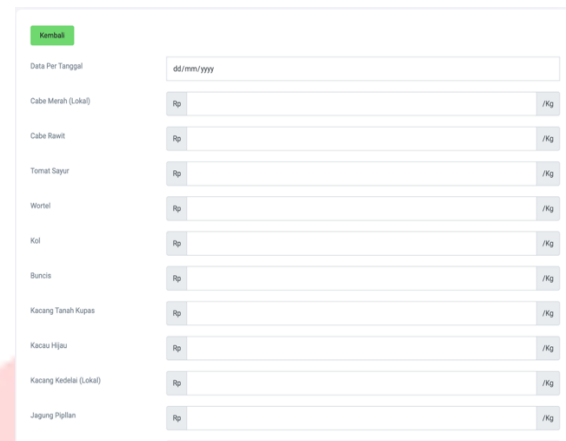 Kembali
Data Per Tanggal dd/mm/yyyy
Cabe Merah (Lokal) Rp /Kg
Cabe Rawit Rp /Kg
Tomat Sayur Rp /Kg
Wortel Rp /Kg
Kol Rp /Kg
Buncis Rp /Kg
Kacang Tanah Kupas Rp /Kg
Kacau Hijau Rp /Kg
Kacang Kedelai (Lokal) Rp /Kg
Jagung Pipllan Rp /Kg